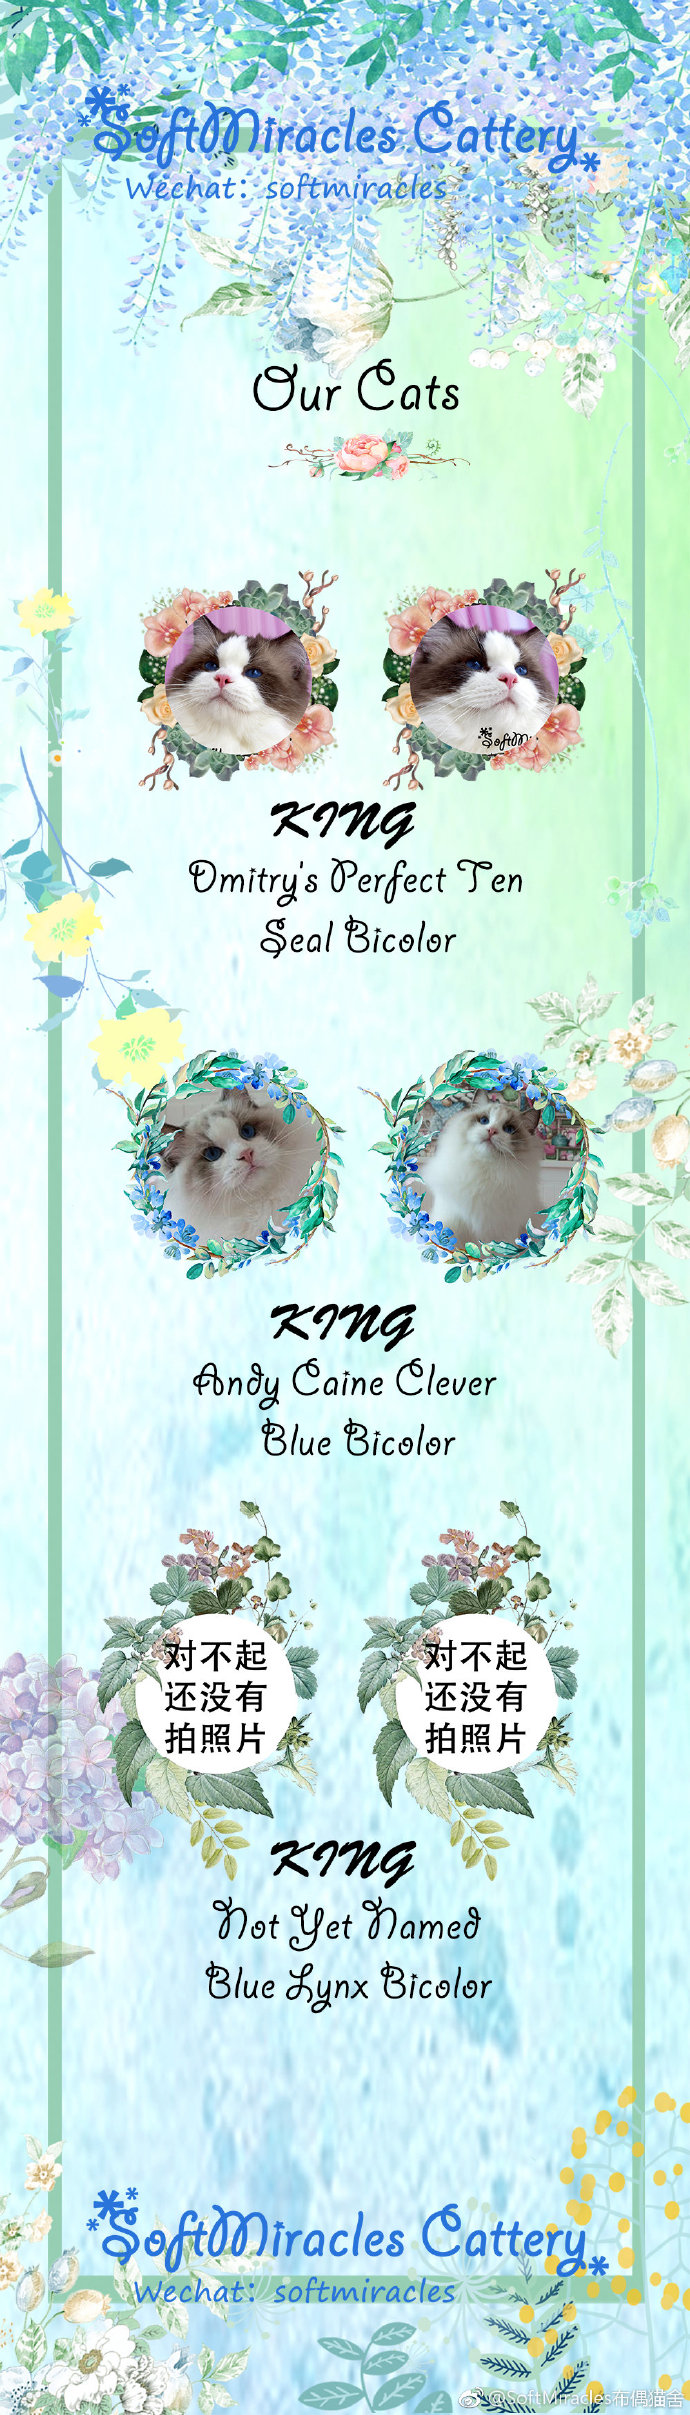 SoftMiracles Cattery
Wechat: softmiracles
Our Cats
SoftMi
KING
Dmitry's Perfect Ten
Seal Bicolor
KING
Andy Caine Clever
Blue Bicolor
对不起 对不起
还没有 还没有
拍照片 拍照片
KING
Not Yet Named
Blue Lynx Bicolor
SoftMiracles Cattery
Wechat: softmiracles
@SoftMiracles布偶猫舍